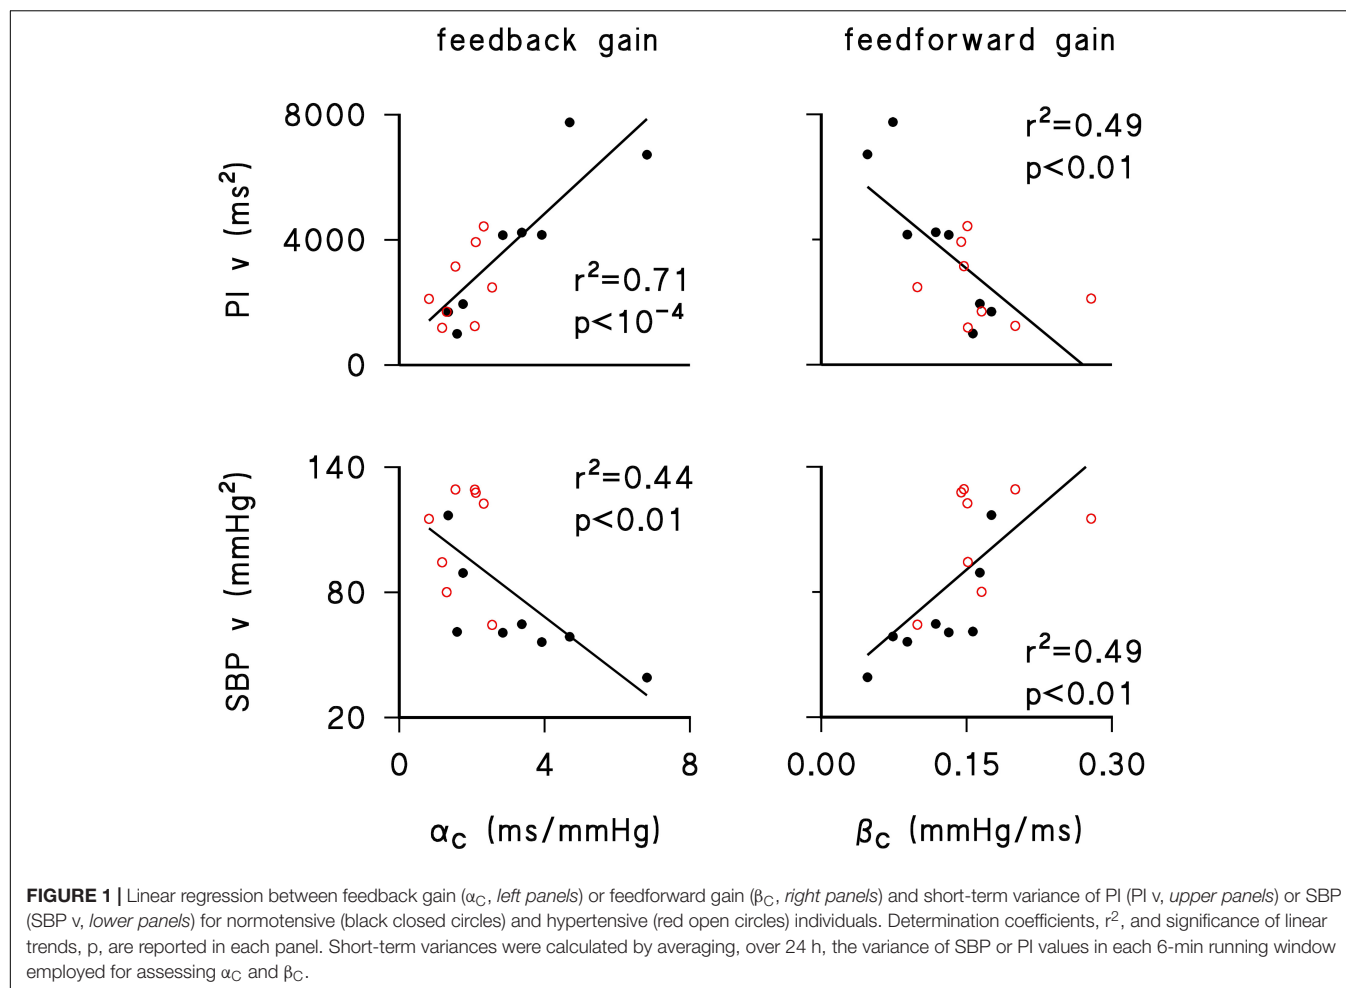 feedback gain
feedforward gain
8000
4000
0
PI v (ms²)
r²=0.71
p<10⁻⁴
r²=0.49
p<0.01
140
80
20
SBP v (mmHg²)
r²=0.44
p<0.01
r²=0.49
p<0.01
0
4
8
0.00
0.15
0.30
αC (ms/mmHg)
βC (mmHg/ms)
FIGURE 1 | Linear regression between feedback gain (αC, left panels) or feedforward gain (βC, right panels) and short-term variance of PI (PI v, upper panels) or SBP
(SBP v, lower panels) for normotensive (black closed circles) and hypertensive (red open circles) individuals. Determination coefficients, r², and significance of linear
trends, p, are reported in each panel. Short-term variances were calculated by averaging, over 24 h, the variance of SBP or PI values in each 6-min running window
employed for assessing αC and βC.